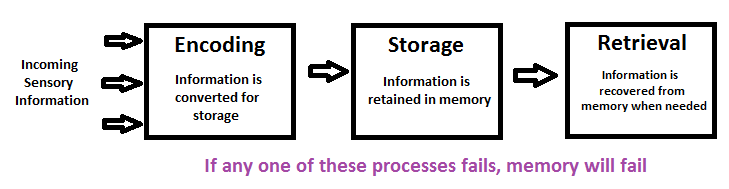 Incoming
Sensory
Information
Encoding
Information is
converted for
storage
Storage
Information is
retained in memory
Retrieval
Information is
recovered from
memory when needed
If any one of these processes fails, memory will fail